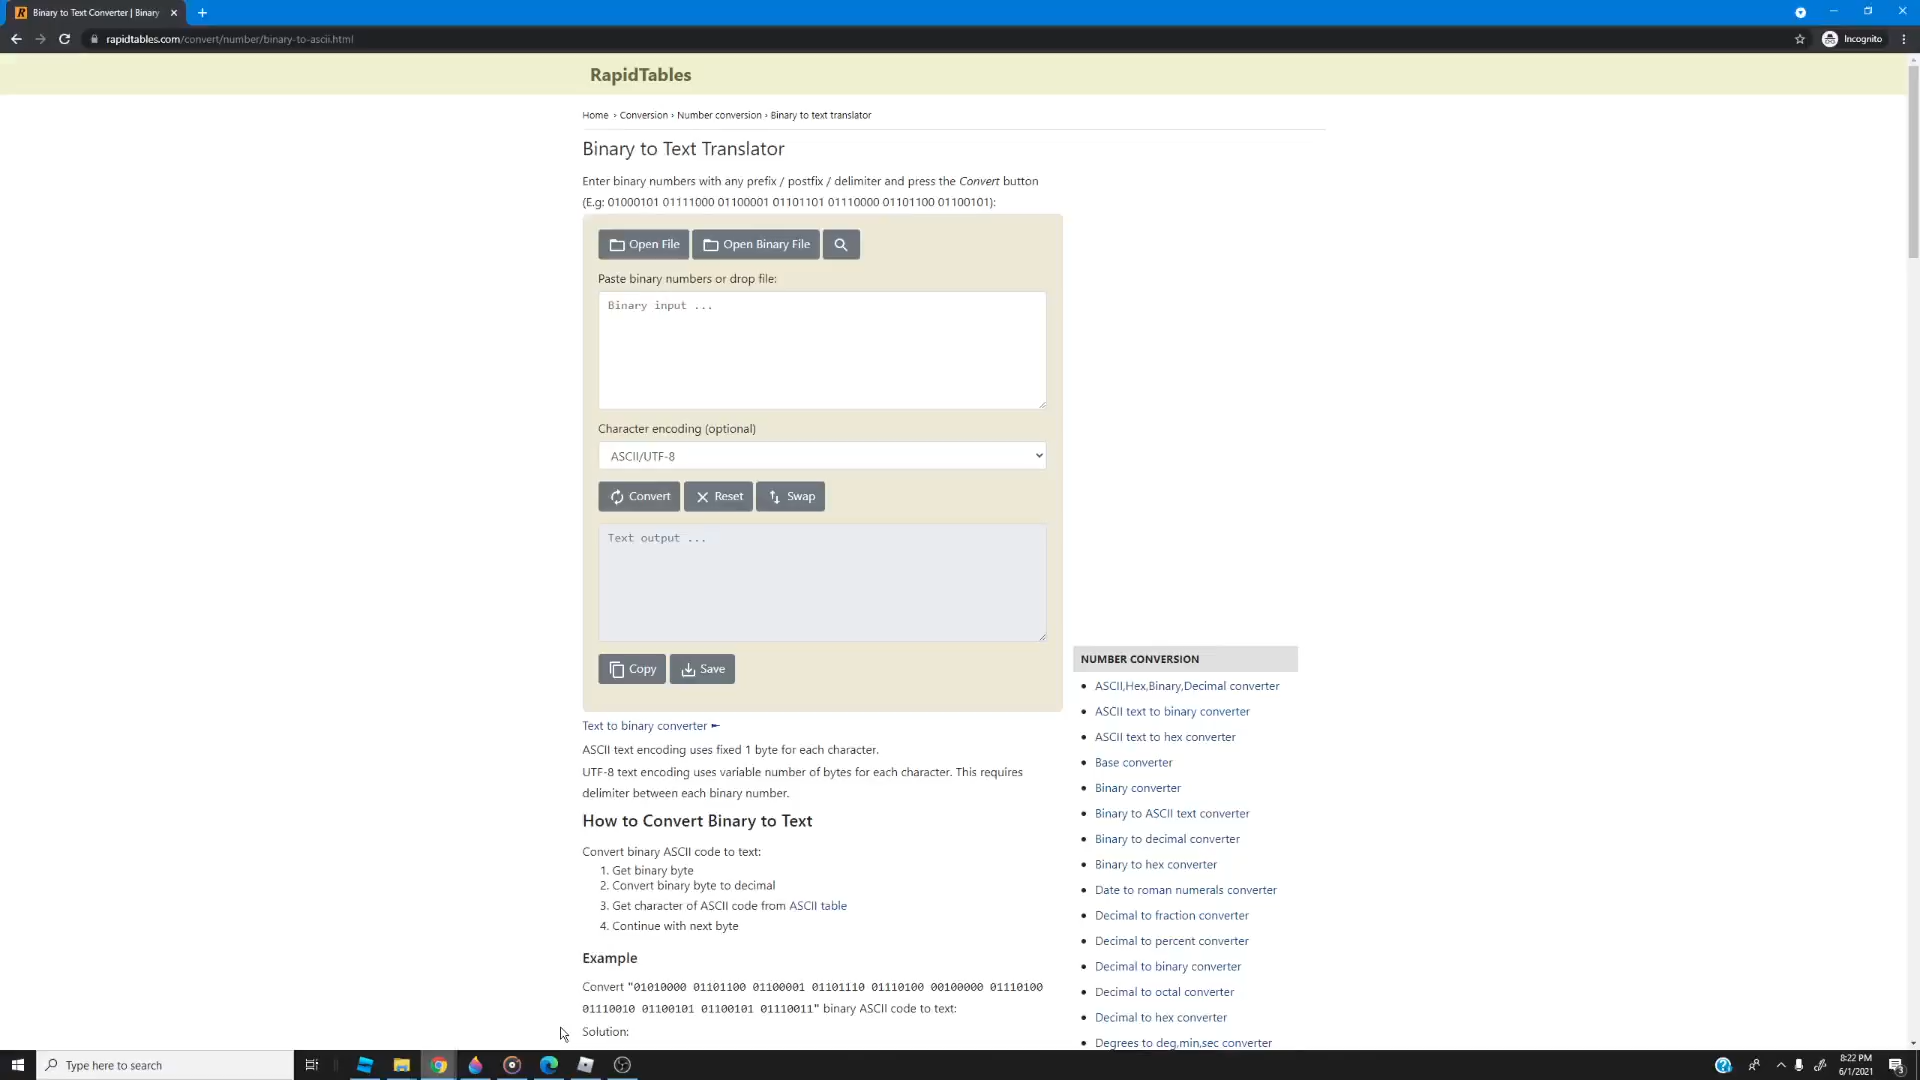 Binary to Text Converter | Binary
rapidtables.com/convert/number/binary-to-ascii.html
Incognito
RapidTables
Home › Conversion › Number conversion › Binary to text translator
Binary to Text Translator
Enter binary numbers with any prefix / postfix / delimiter and press the Convert button
(E.g: 01000101 01111000 01100001 01101101 01110000 01101100 01100101):
Open File Open Binary File
Paste binary numbers or drop file:
Binary input ...
Character encoding (optional)
ASCII/UTF-8
Convert Reset Swap
Text output ...
Copy Save
Text to binary converter ►
ASCII text encoding uses fixed 1 byte for each character.
UTF-8 text encoding uses variable number of bytes for each character. This requires
delimiter between each binary number.
How to Convert Binary to Text
Convert binary ASCII code to text:
1. Get binary byte
2. Convert binary byte to decimal
3. Get character of ASCII code from ASCII table
4. Continue with next byte
Example
Convert "01010000 01101100 01100001 01101110 01110100 00100000 01110100
01110010 01100101 01100101 01110011" binary ASCII code to text:
Solution:
NUMBER CONVERSION
ASCII,Hex,Binary,Decimal converter
ASCII text to binary converter
ASCII text to hex converter
Base converter
Binary converter
Binary to ASCII text converter
Binary to decimal converter
Binary to hex converter
Date to roman numerals converter
Decimal to fraction converter
Decimal to percent converter
Decimal to binary converter
Decimal to octal converter
Decimal to hex converter
Degrees to deg,min,sec converter
Type here to search
8:22 PM
6/1/2021
3